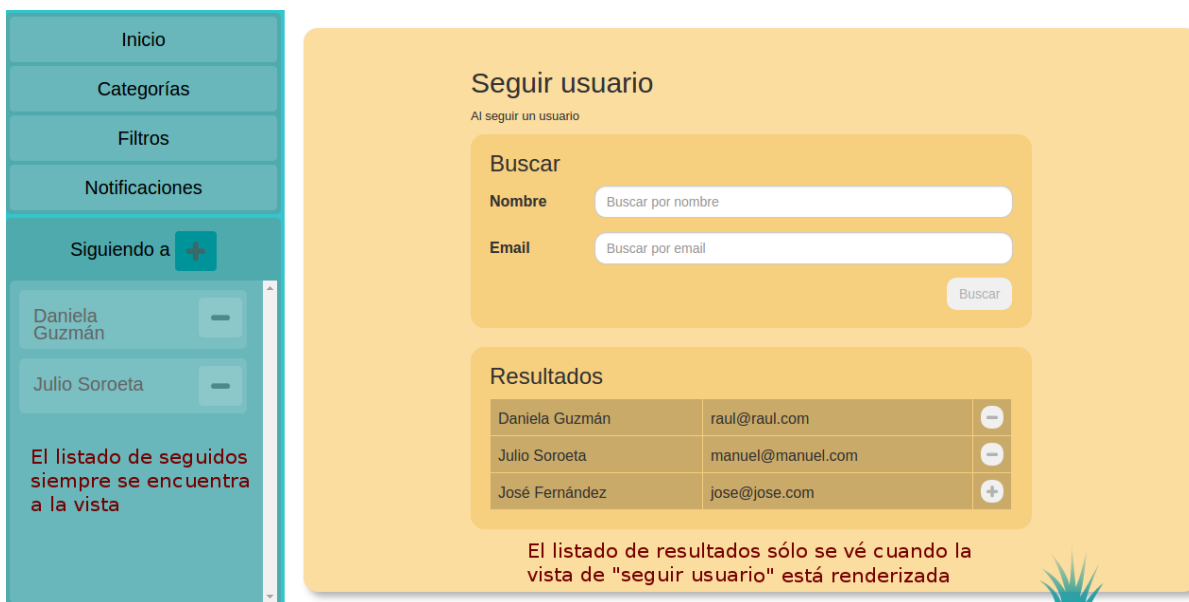 Inicio
Categorías
Filtros
Notificaciones
Siguiendo a
Daniela
Guzmán
Julio Soroeta
El listado de seguidos
siempre se encuentra
a la vista
Seguir usuario
Al seguir un usuario
Buscar
Nombre Buscar por nombre
Email Buscar por email
Buscar
Resultados
Daniela Guzmán raul@raul.com
Julio Soroeta manuel@manuel.com
José Fernández jose@jose.com
El listado de resultados sólo se vé cuando la
vista de "seguir usuario" está renderizada